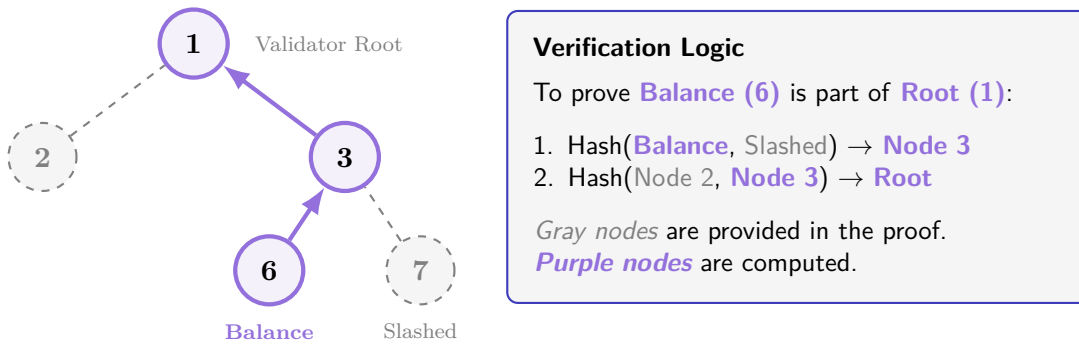 1
Validator Root
2
3
6
7
Balance
Slashed
Verification Logic
To prove Balance (6) is part of Root (1):
1. Hash(Balance, Slashed) → Node 3
2. Hash(Node 2, Node 3) → Root
Gray nodes are provided in the proof.
Purple nodes are computed.